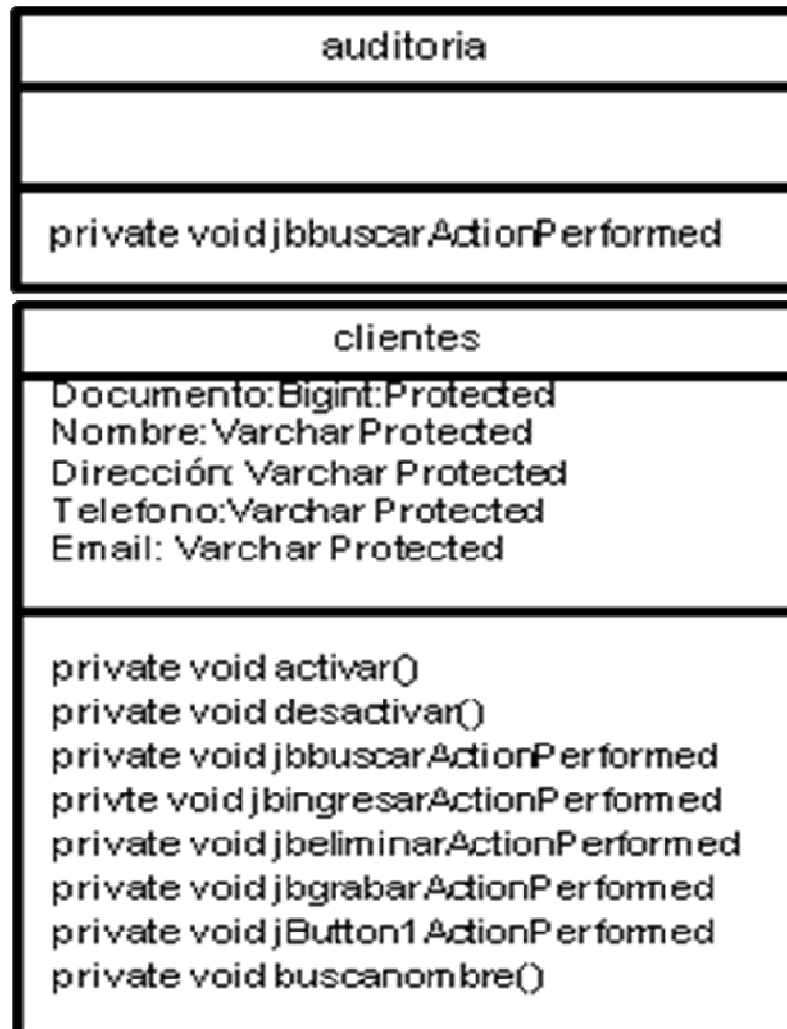 auditoria
private void jbbuscarActionPerformed
clientes
Documento:Bigint:Protected
Nombre:Varchar Protected
Dirección: Varchar Protected
Telefono:Varchar Protected
Email: Varchar Protected
private void activar()
private void desactivar()
private void jbbuscarActionPerformed
privte void jbingresarActionPerformed
private void jbeliminarActionPerformed
private void jbgrabarActionPerformed
private void jButton1ActionPerformed
private void buscanombre()